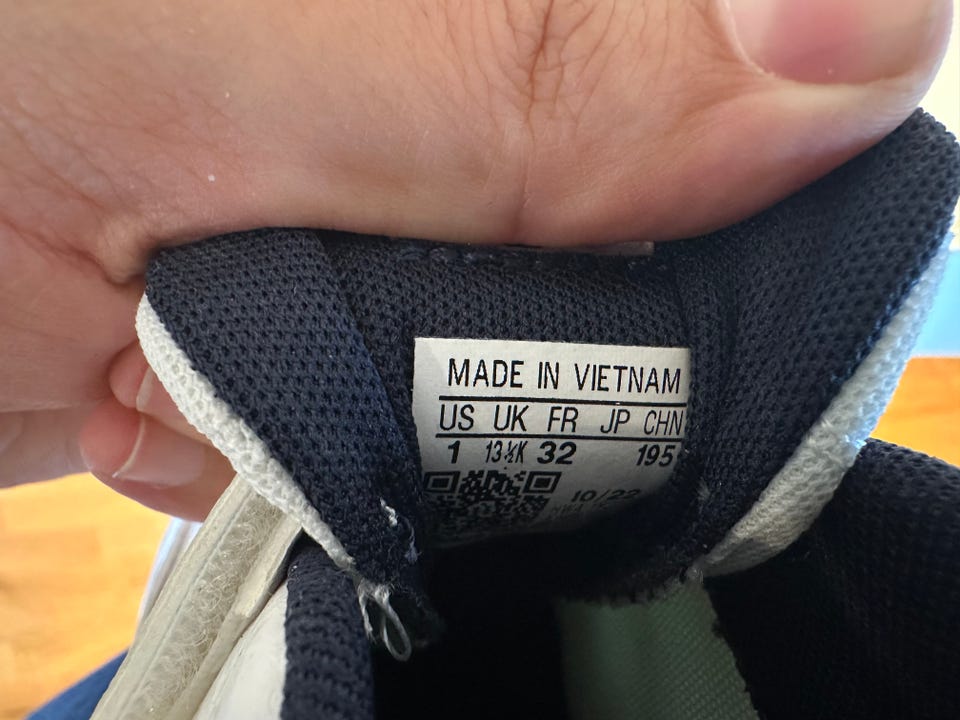 MADE IN VIETNAM
US UK FR JP CHN
1 13½K 32 195
10/22